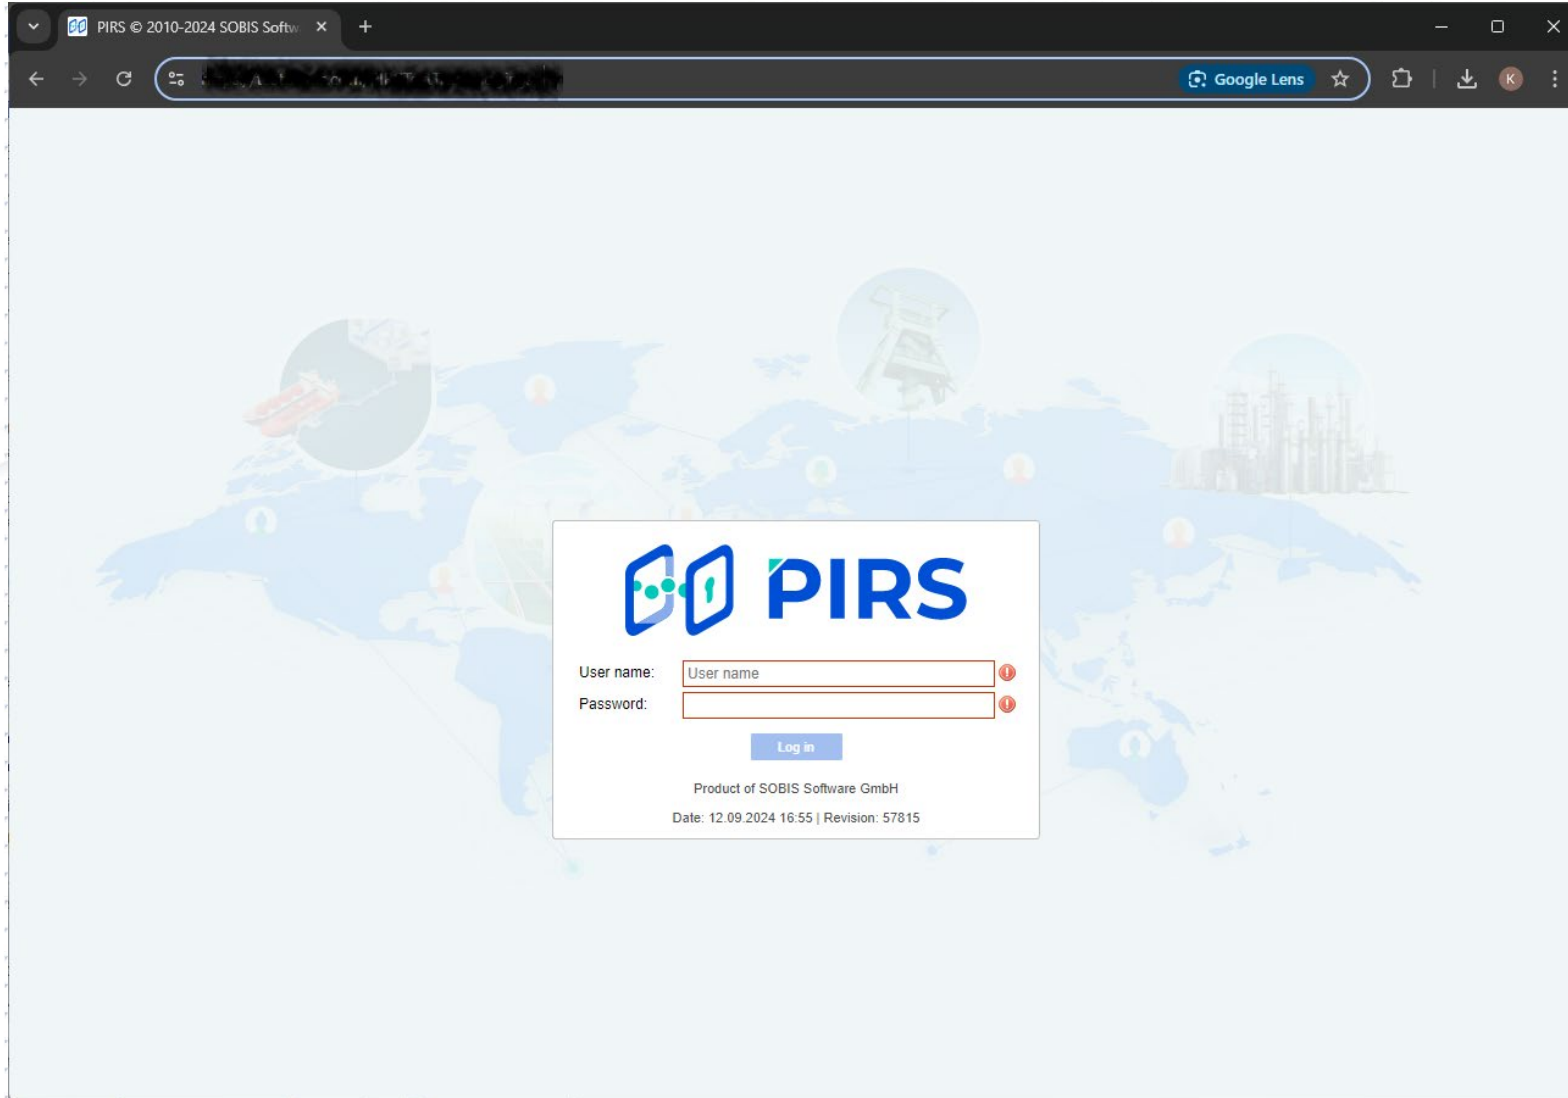 PIRS © 2010-2024 SOBIS Softw
Google Lens
K
PIRS
User name:
User name
Password:
Log in
Product of SOBIS Software GmbH
Date: 12.09.2024 16:55 | Revision: 57815